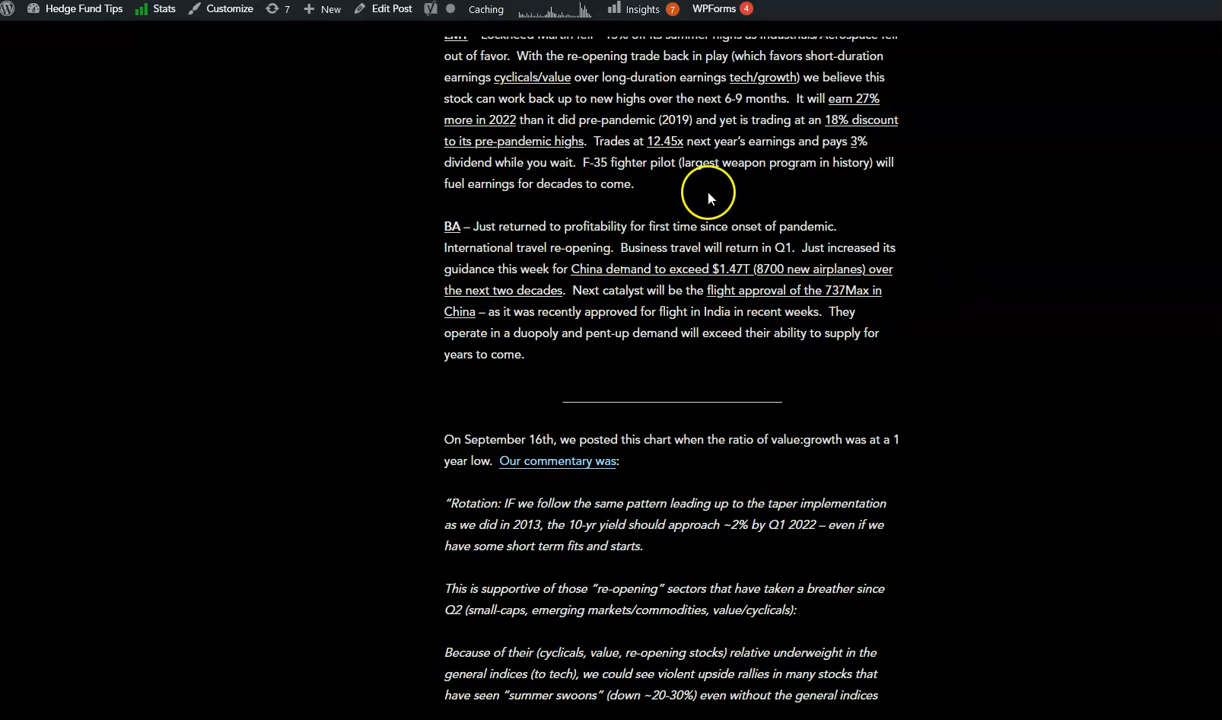 Hedge Fund Tips Stats Customize 7 New Edit Post Caching Insights 7 WPForms 4
out of favor. With the re-opening trade back in play (which favors short-duration
earnings cyclicals/value over long-duration earnings tech/growth) we believe this
stock can work back up to new highs over the next 6-9 months. It will earn 27%
more in 2022 than it did pre-pandemic (2019) and yet is trading at an 18% discount
to its pre-pandemic highs. Trades at 12.45x next year's earnings and pays 3%
dividend while you wait. F-35 fighter pilot (largest weapon program in history) will
fuel earnings for decades to come.
BA – Just returned to profitability for first time since onset of pandemic.
International travel re-opening. Business travel will return in Q1. Just increased its
guidance this week for China demand to exceed $1.47T (8700 new airplanes) over
the next two decades. Next catalyst will be the flight approval of the 737Max in
China – as it was recently approved for flight in India in recent weeks. They
operate in a duopoly and pent-up demand will exceed their ability to supply for
years to come.
On September 16th, we posted this chart when the ratio of value:growth was at a 1
year low. Our commentary was:
“Rotation: IF we follow the same pattern leading up to the taper implementation
as we did in 2013, the 10-yr yield should approach ~2% by Q1 2022 – even if we
have some short term fits and starts.
This is supportive of those “re-opening” sectors that have taken a breather since
Q2 (small-caps, emerging markets/commodities, value/cyclicals):
Because of their (cyclicals, value, re-opening stocks) relative underweight in the
general indices (to tech), we could see violent upside rallies in many stocks that
have seen “summer swoons” (down ~20-30%) even without the general indices